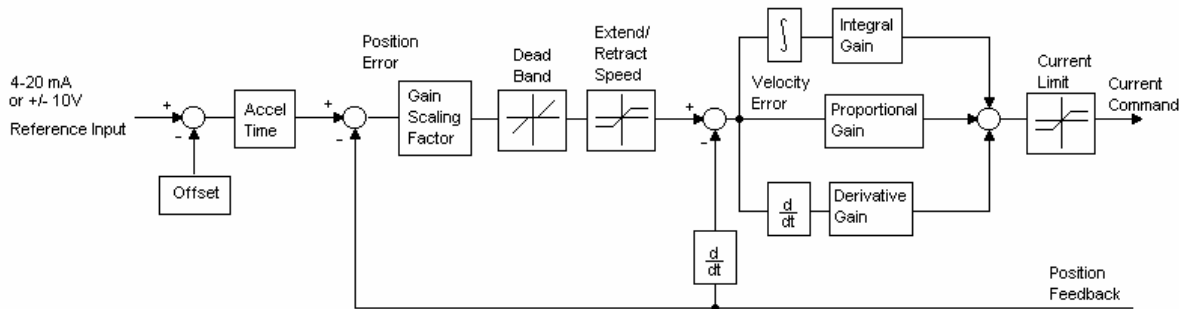 4-20 mA
or +/- 10V
Reference Input
+
-
Offset
Accel
Time
Position
Error
+
-
Gain
Scaling
Factor
Dead
Band
Extend/
Retract
Speed
+
-
d
dt
Velocity
Error
∫
Integral
Gain
Proportional
Gain
d
dt
Derivative
Gain
Current
Limit
Current
Command
Position
Feedback